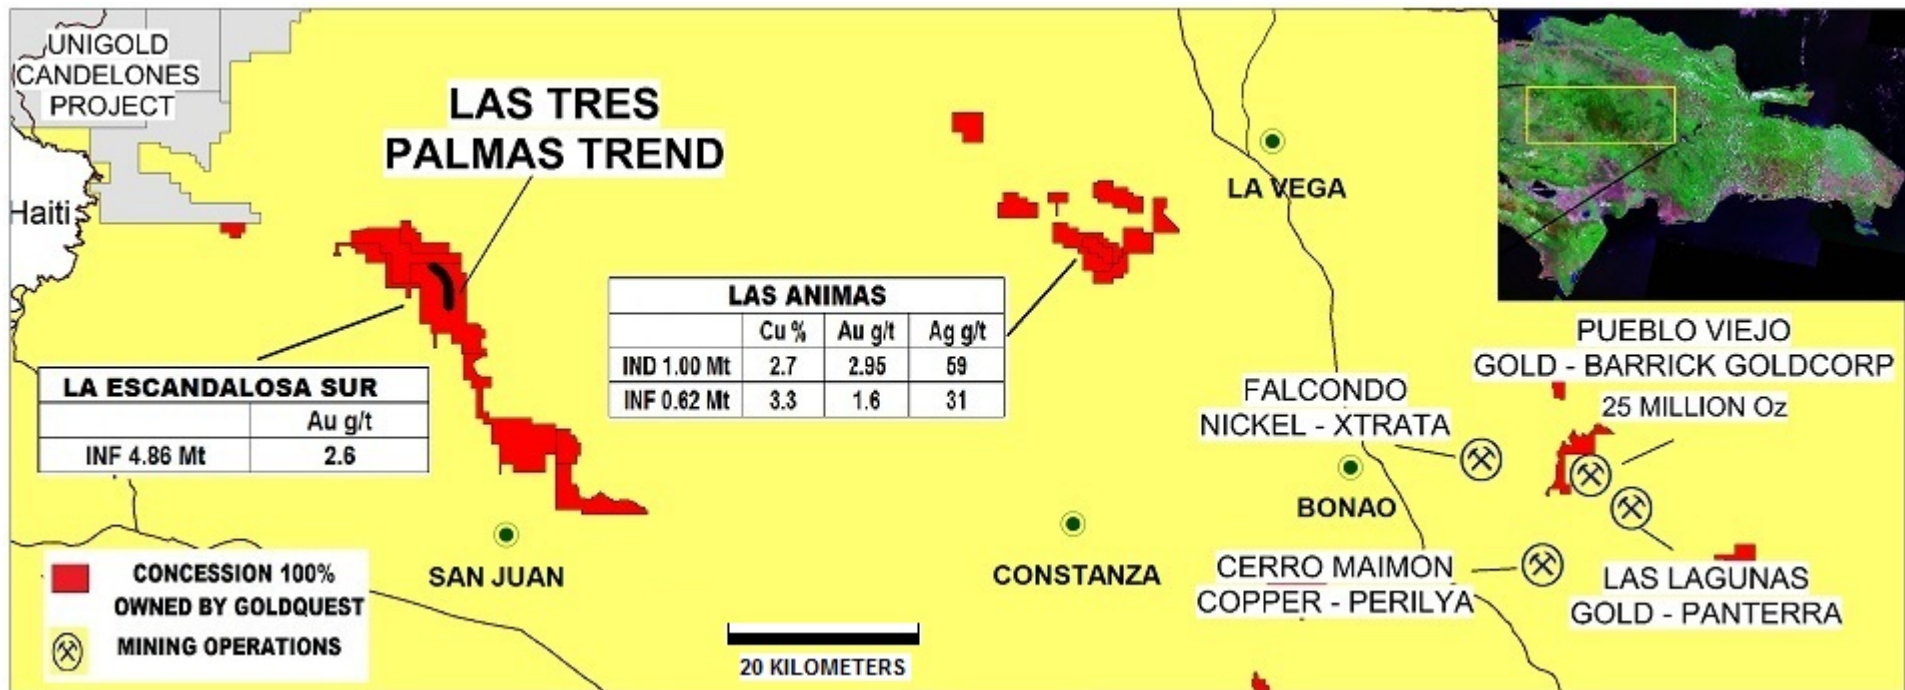 UNIGOLD
CANDELONES
PROJECT
Haiti
LAS TRES
PALMAS TREND
LA VEGA
LAS ANIMAS
Cu % Au g/t Ag g/t
IND 1.00 Mt 2.7 2.95 59
INF 0.62 Mt 3.3 1.6 31
LA ESCANDALOSA SUR
Au g/t
INF 4.86 Mt 2.6
PUEBLO VIEJO
GOLD - BARRICK GOLDCORP
25 MILLION Oz
FALCONDO
NICKEL - XTRATA
BONAO
SAN JUAN
CONSTANZA
CERRO MAIMON
COPPER - PERILYA
LAS LAGUNAS
GOLD - PANTERRA
CONCESSION 100%
OWNED BY GOLDQUEST
MINING OPERATIONS
20 KILOMETERS